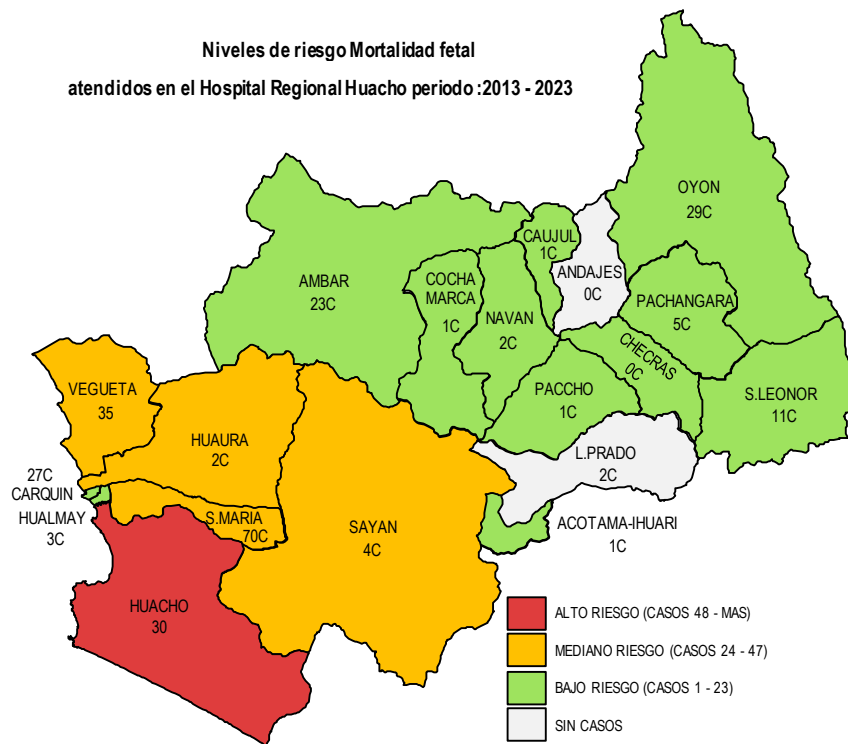 Niveles de riesgo Mortalidad fetal
atendidos en el Hospital Regional Huacho periodo :2013 - 2023
OYON
29C
CAUJUL
1C
ANDAJES
0C
AMBAR
23C
COCHA
MARCA
1C
NAVAN
2C
PACHANGARA
5C
CHECRAS
0C
VEGUETA
35
PACCHO
1C
S.LEONOR
11C
HUAURA
2C
L.PRADO
2C
27C
CARQUIN
HUALMAY
3C
S.MARIA
70C
SAYAN
4C
ACOTAMA-IHUARI
1C
HUACHO
30
ALTO RIESGO (CASOS 48 - MAS)
MEDIANO RIESGO (CASOS 24 - 47)
BAJO RIESGO (CASOS 1 - 23)
SIN CASOS